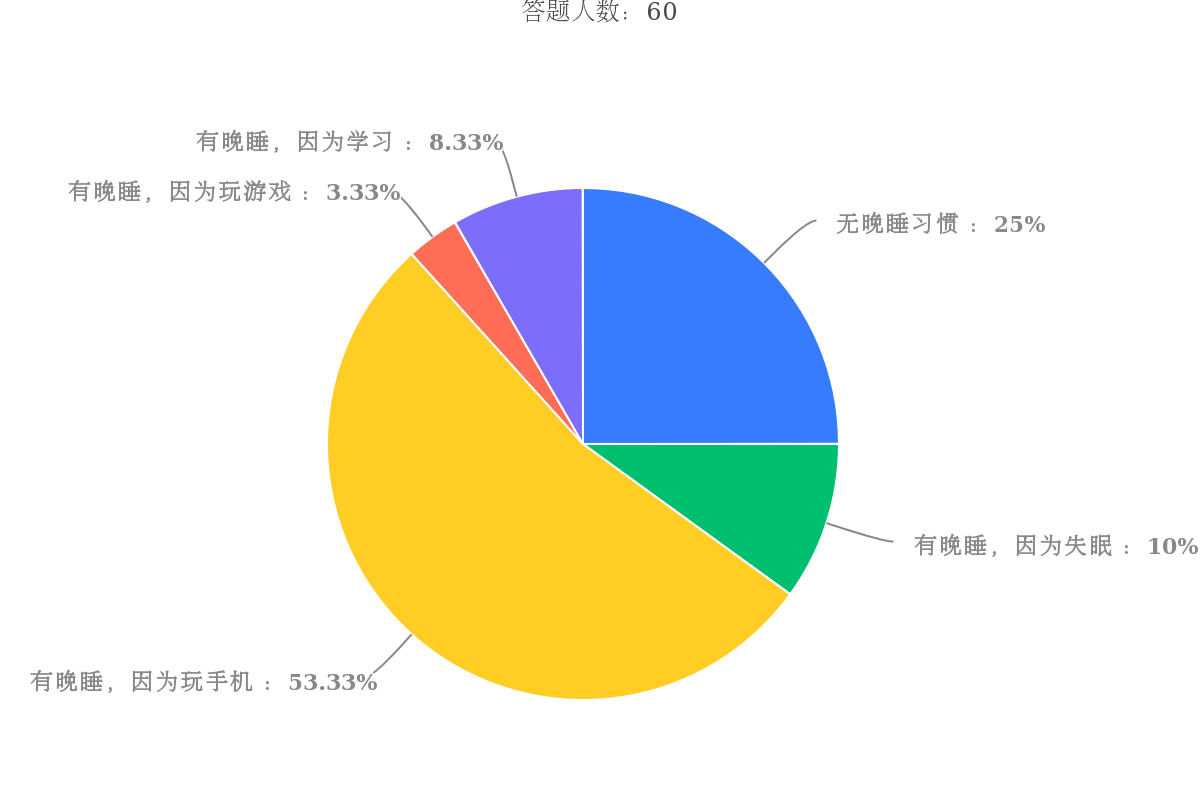 答题人数：60
有晚睡，因为学习 ：8.33%
有晚睡，因为玩游戏 ：3.33%
无晚睡习惯 ：25%
有晚睡，因为失眠 ：10%
有晚睡，因为玩手机 ：53.33%